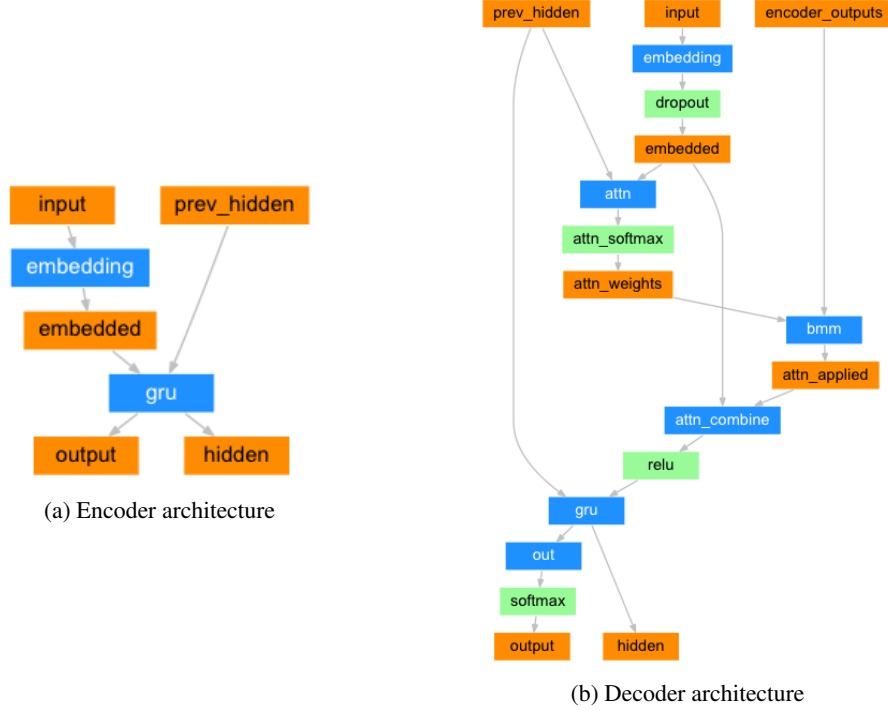 input
prev_hidden
embedding
embedded
gru
output
hidden
(a) Encoder architecture
prev_hidden
input
encoder_outputs
embedding
dropout
embedded
attn
attn_softmax
attn_weights
bmm
attn_applied
attn_combine
relu
gru
out
softmax
output
hidden
(b) Decoder architecture